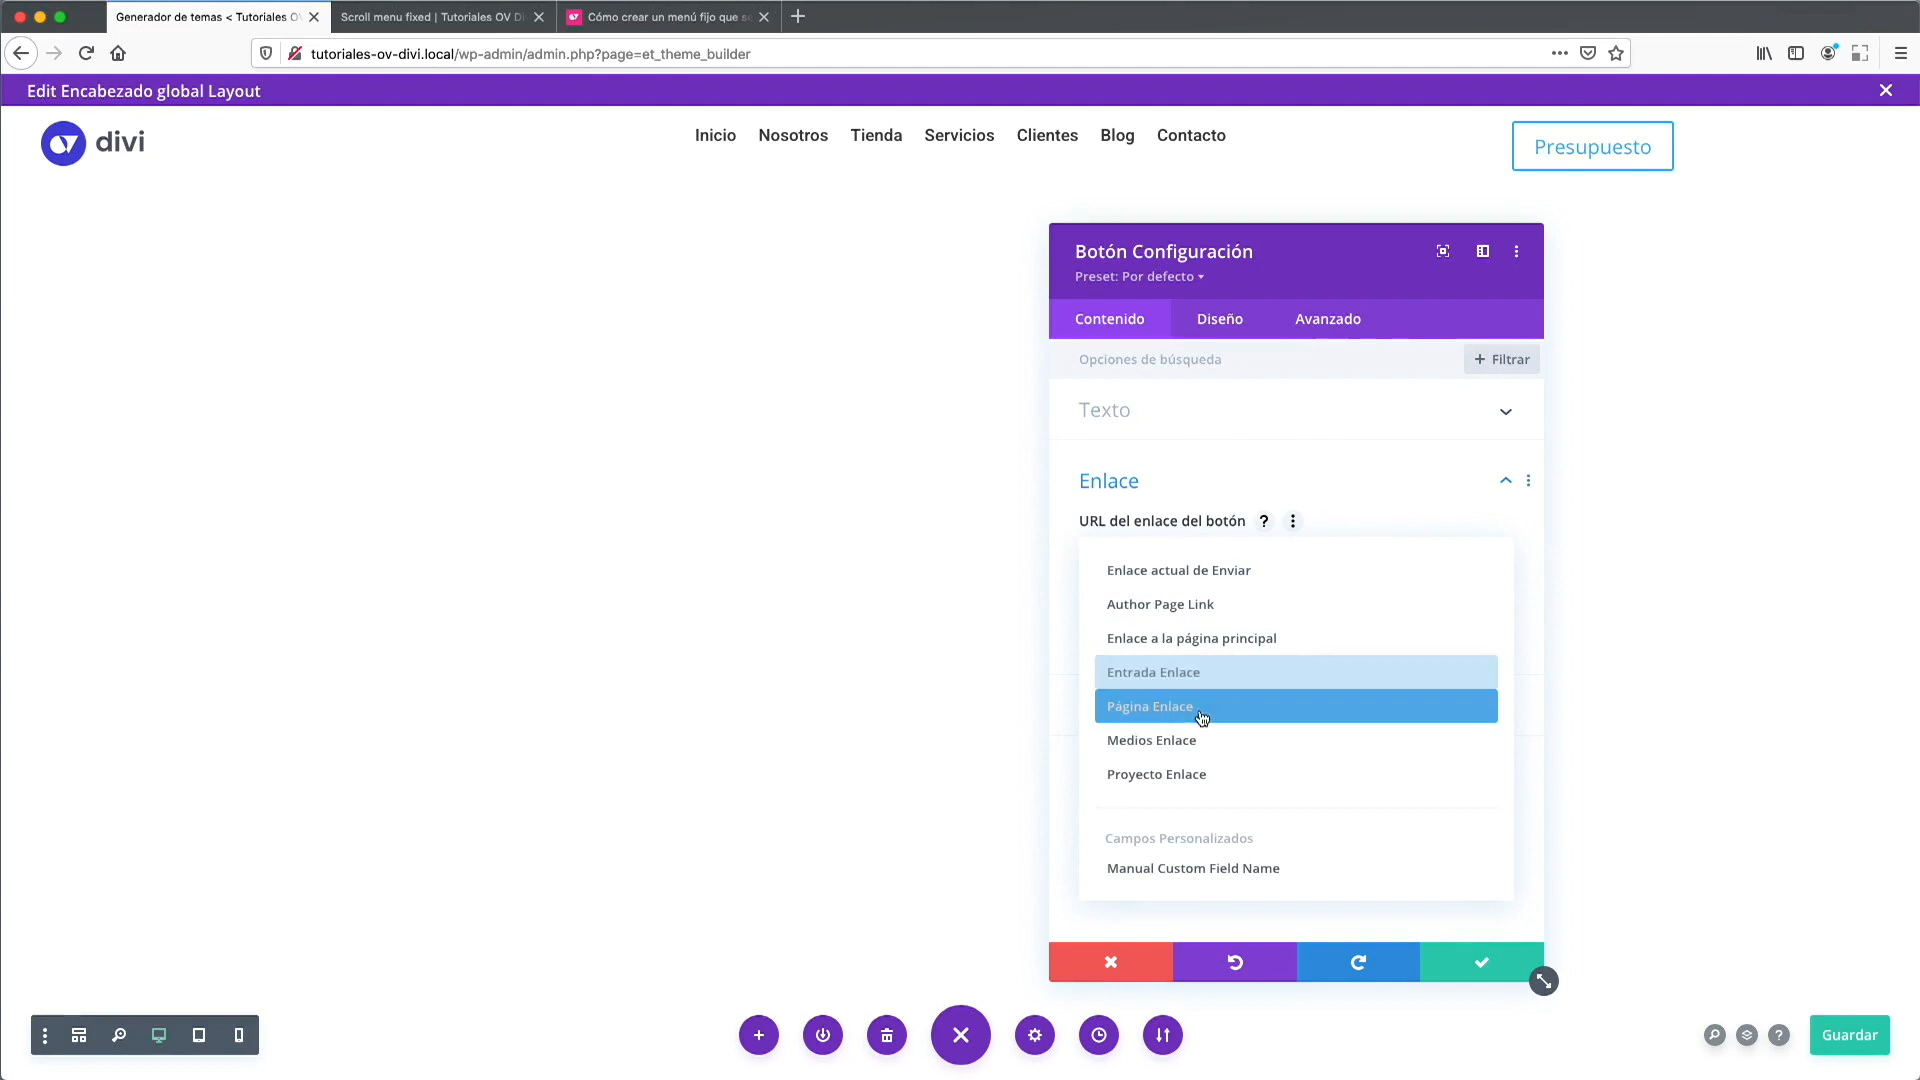 Generador de temas < Tutoriales OV
Scroll menu fixed | Tutoriales OV Di
Cómo crear un menú fijo que se
tutoriales-ov-divi.local/wp-admin/admin.php?page=et_theme_builder
Edit Encabezado global Layout
divi
Inicio Nosotros Tienda Servicios Clientes Blog Contacto
Presupuesto
Botón Configuración
Preset: Por defecto
Contenido Diseño Avanzado
Opciones de búsqueda
+ Filtrar
Texto
Enlace
URL del enlace del botón ?
Enlace actual de Enviar
Author Page Link
Enlace a la página principal
Entrada Enlace
Página Enlace
Medios Enlace
Proyecto Enlace
Campos Personalizados
Manual Custom Field Name
? Guardar